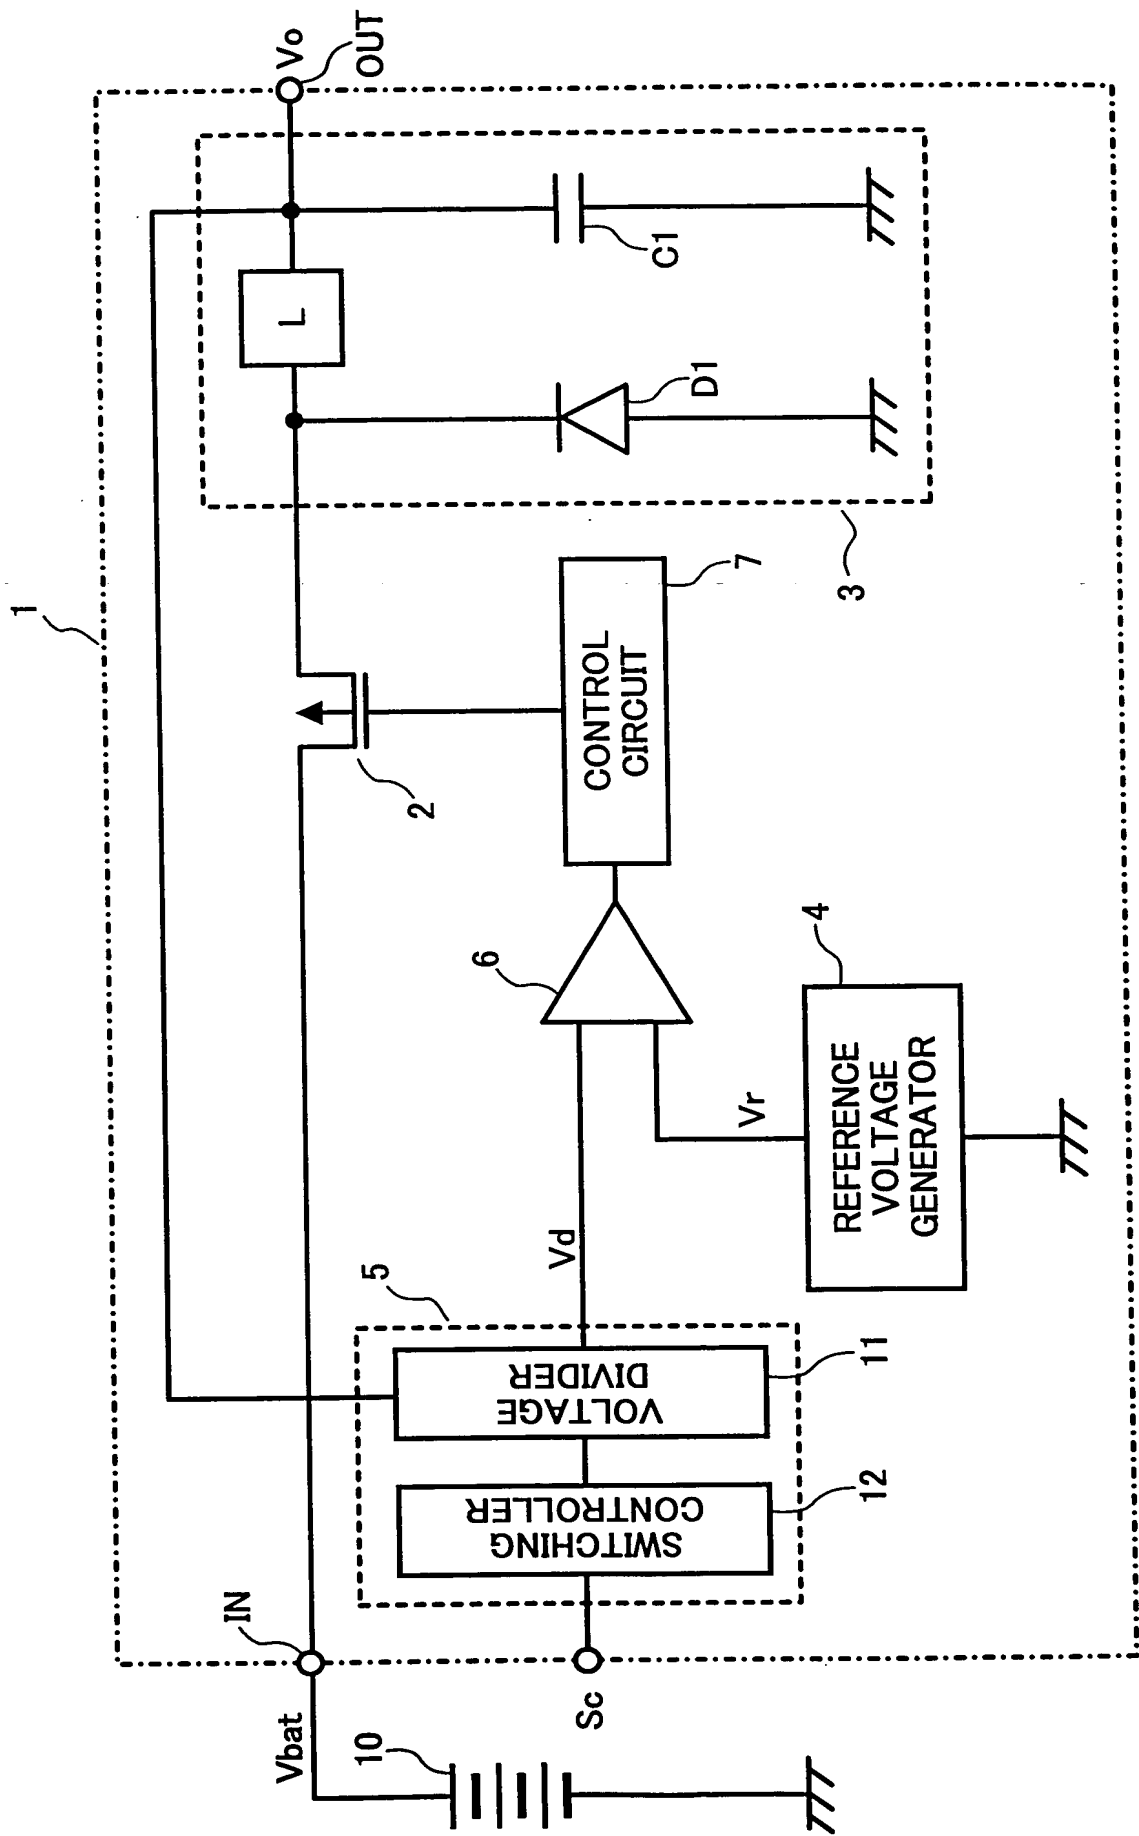 1
Vbat
IN
10
Sc
SWITCHING
CONTROLLER
12
VOLTAGE
DIVIDER
11
5
Vd
Vr
REFERENCE
VOLTAGE
GENERATOR
4
6
CONTROL
CIRCUIT
7
2
3
L
D1
C1
Vo
OUT